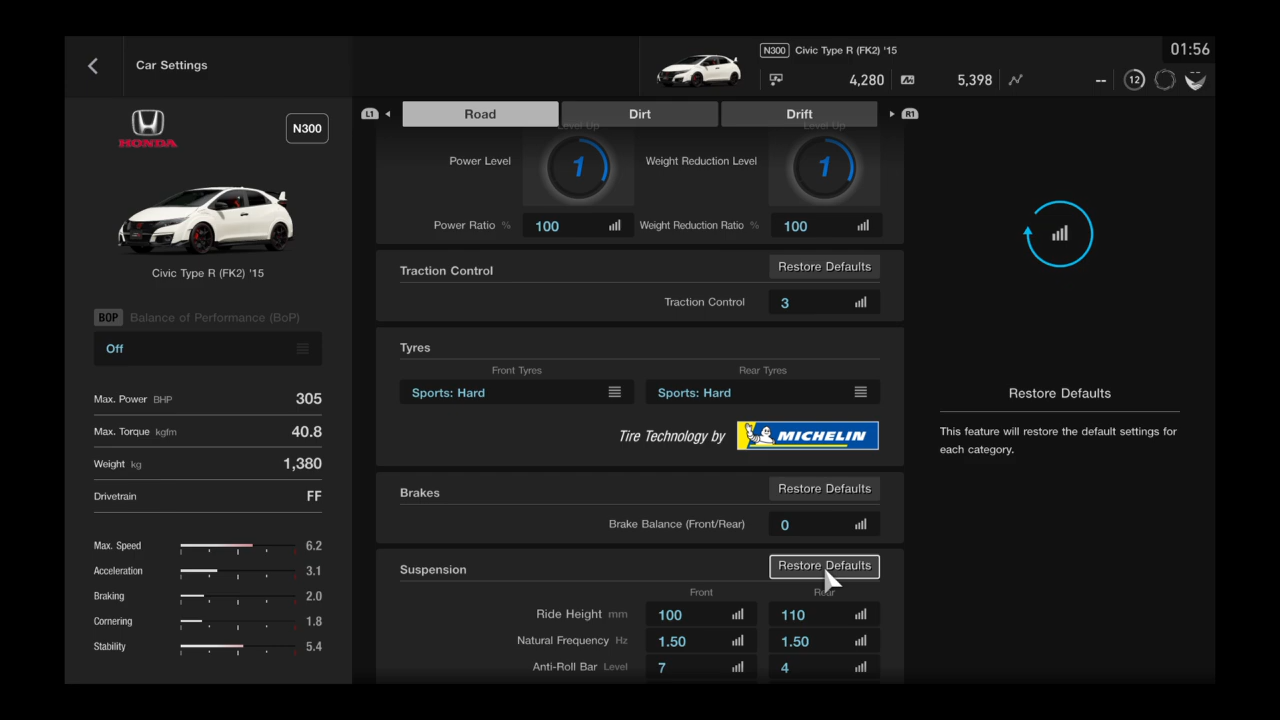 Car Settings
N300 Civic Type R (FK2) '15
01:56
4,280 5,398 -- 12
HONDA
N300
Civic Type R (FK2) '15
BOP Balance of Performance (BoP)
Off
Max. Power BHP 305
Max. Torque kgfm 40.8
Weight kg 1,380
Drivetrain FF
Max. Speed 6.2
Acceleration 3.1
Braking 2.0
Cornering 1.8
Stability 5.4
L1 Road Dirt Drift R1
Level Up Level Up
Power Level 1 Weight Reduction Level 1
Power Ratio % 100 Weight Reduction Ratio % 100
Traction Control Restore Defaults
Traction Control 3
Tyres
Front Tyres Rear Tyres
Sports: Hard Sports: Hard
Tire Technology by MICHELIN
Brakes Restore Defaults
Brake Balance (Front/Rear) 0
Suspension Restore Defaults
Front Rear
Ride Height mm 100 110
Natural Frequency Hz 1.50 1.50
Anti-Roll Bar Level 7 4
Restore Defaults
This feature will restore the default settings for
each category.